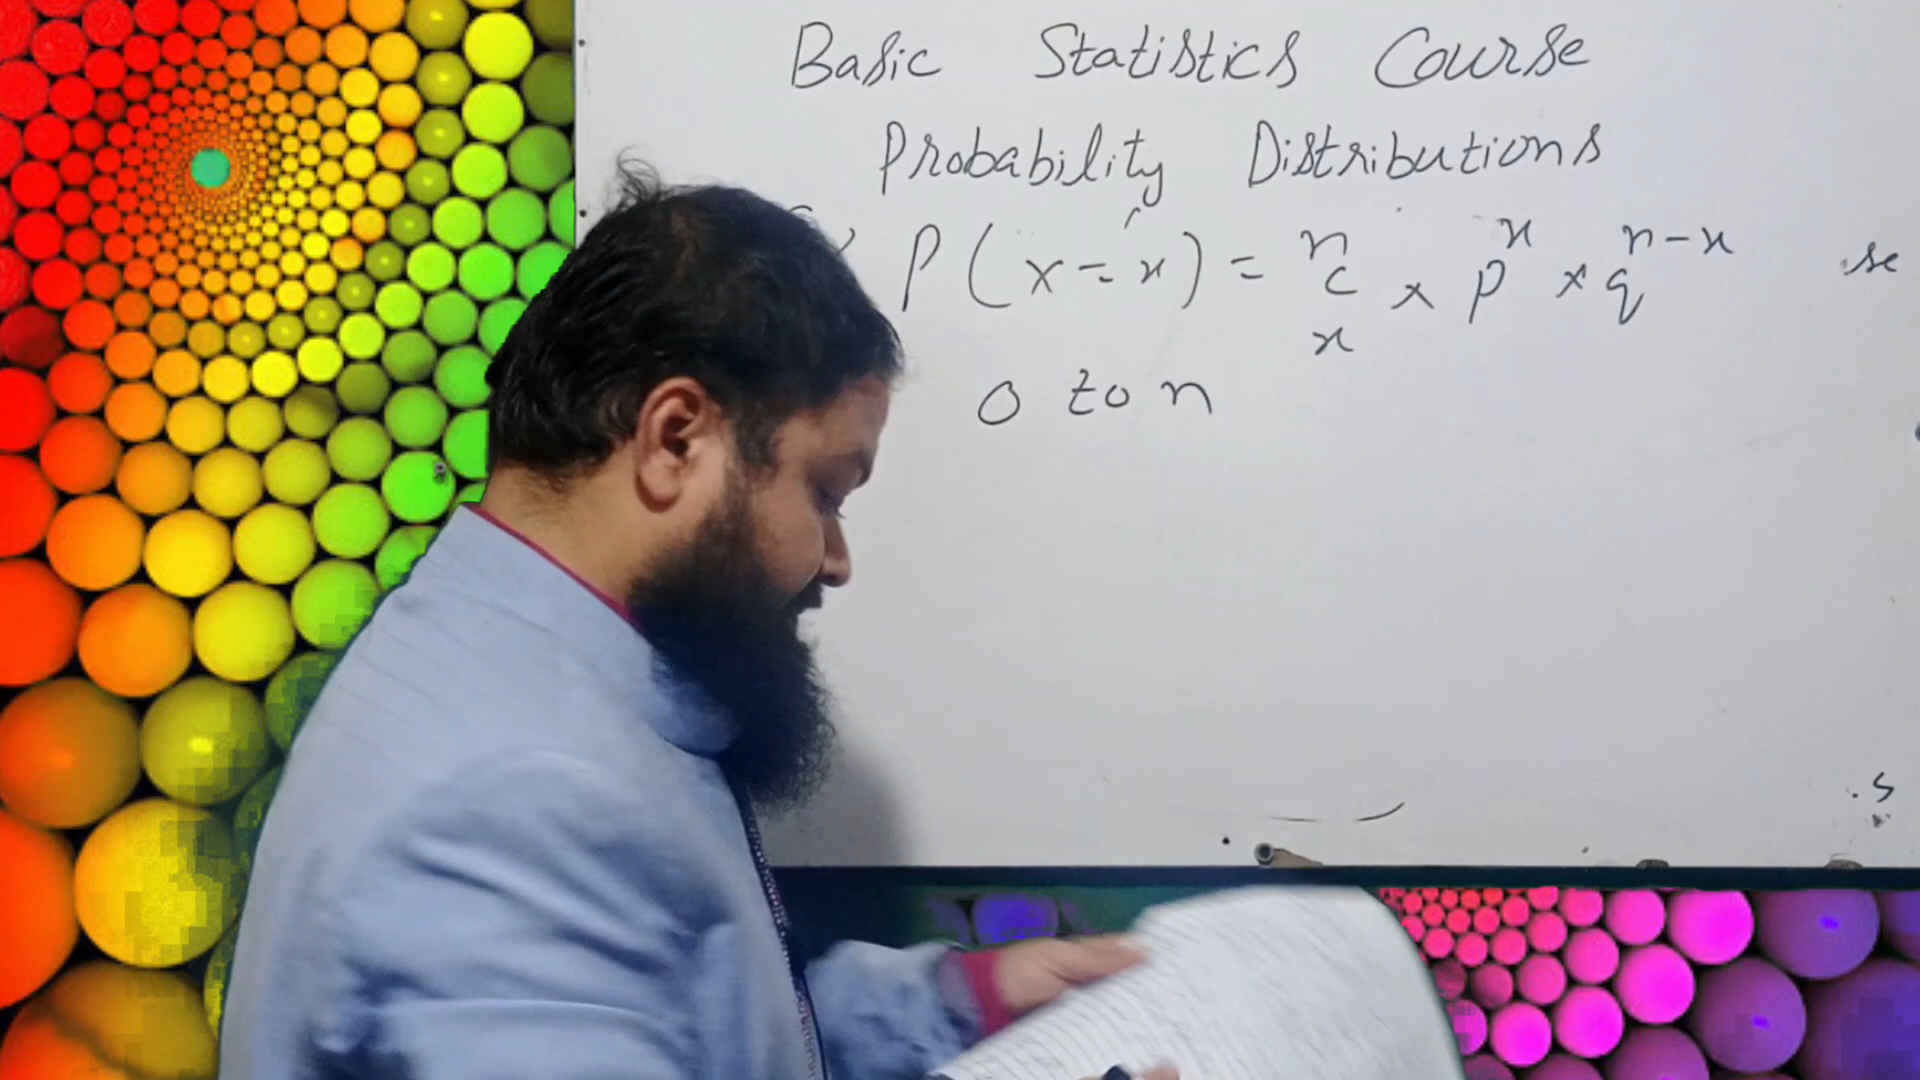 Basic Statistics Course
Probability Distributions
P(x=x) = nCx × p^x × q^(n-x)
0 to n